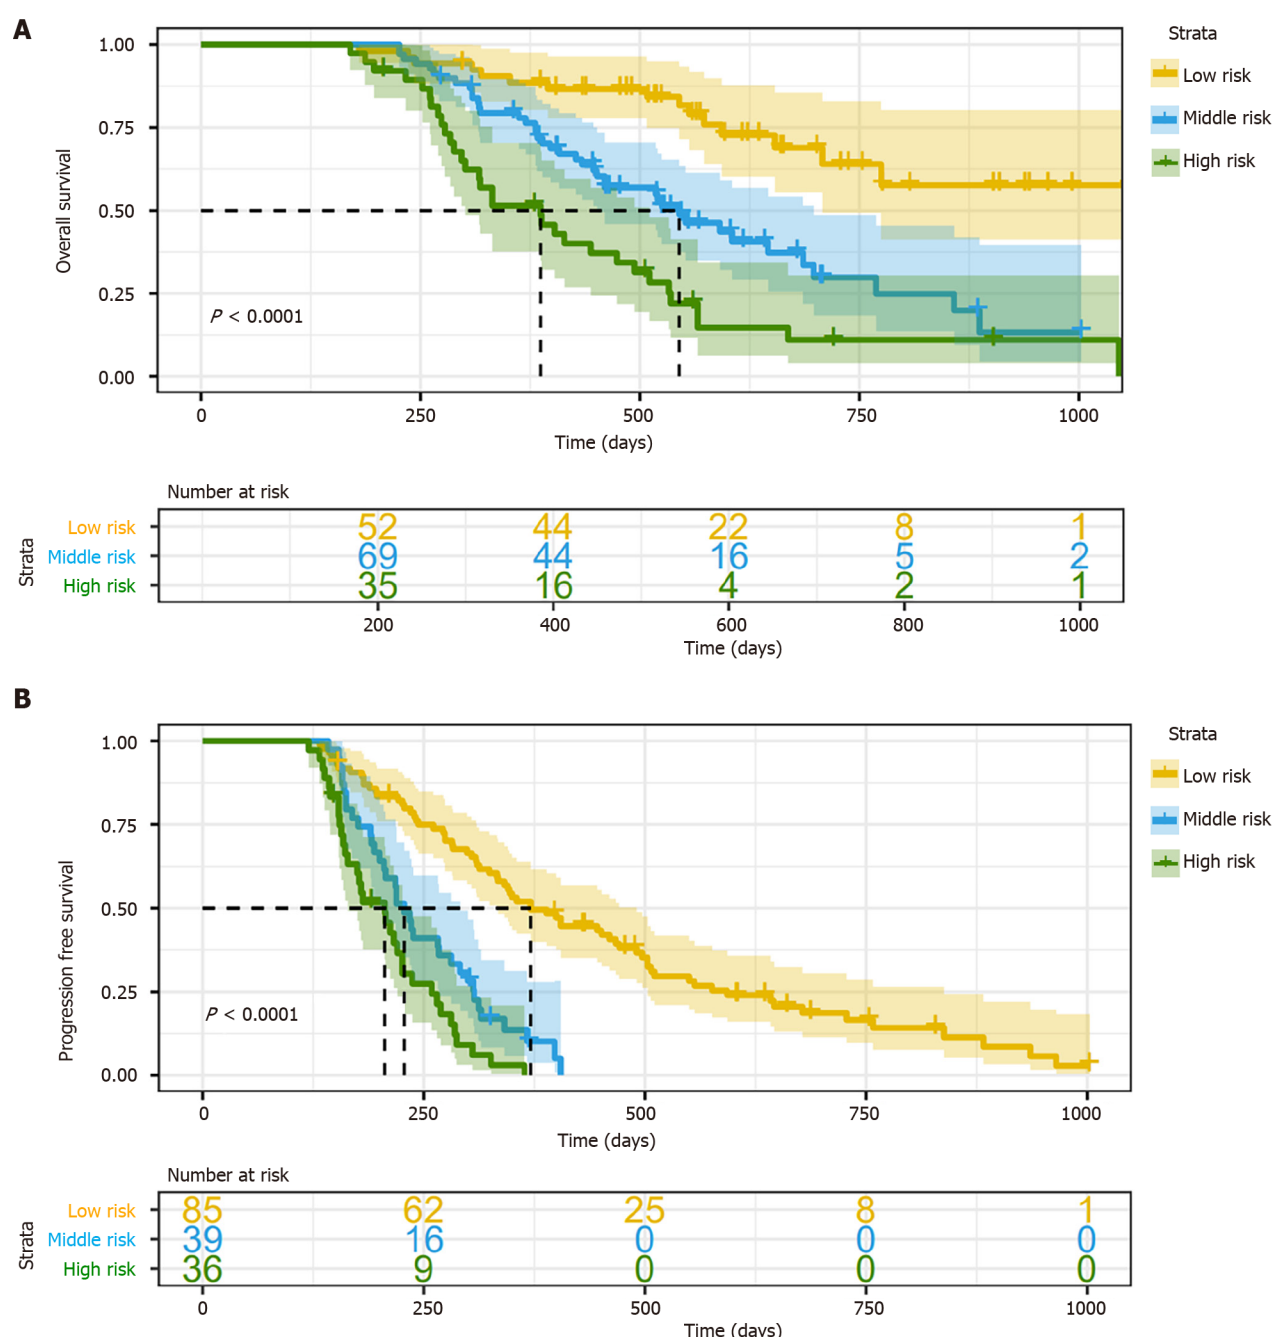 A
Strata
Low risk
Middle risk
High risk
Overall survival
1.00
0.75
0.50
0.25
0.00
P < 0.0001
0 250 500 750 1000
Time (days)
Number at risk
Strata
Low risk 52 44 22 8 1
Middle risk 69 44 16 5 2
High risk 35 16 4 2 1
200 400 600 800 1000
Time (days)
B
Strata
Low risk
Middle risk
High risk
Progression free survival
1.00
0.75
0.50
0.25
0.00
P < 0.0001
0 250 500 750 1000
Time (days)
Number at risk
Strata
Low risk 85 62 25 8 1
Middle risk 39 16 0 0 0
High risk 36 9 0 0 0
0 250 500 750 1000
Time (days)